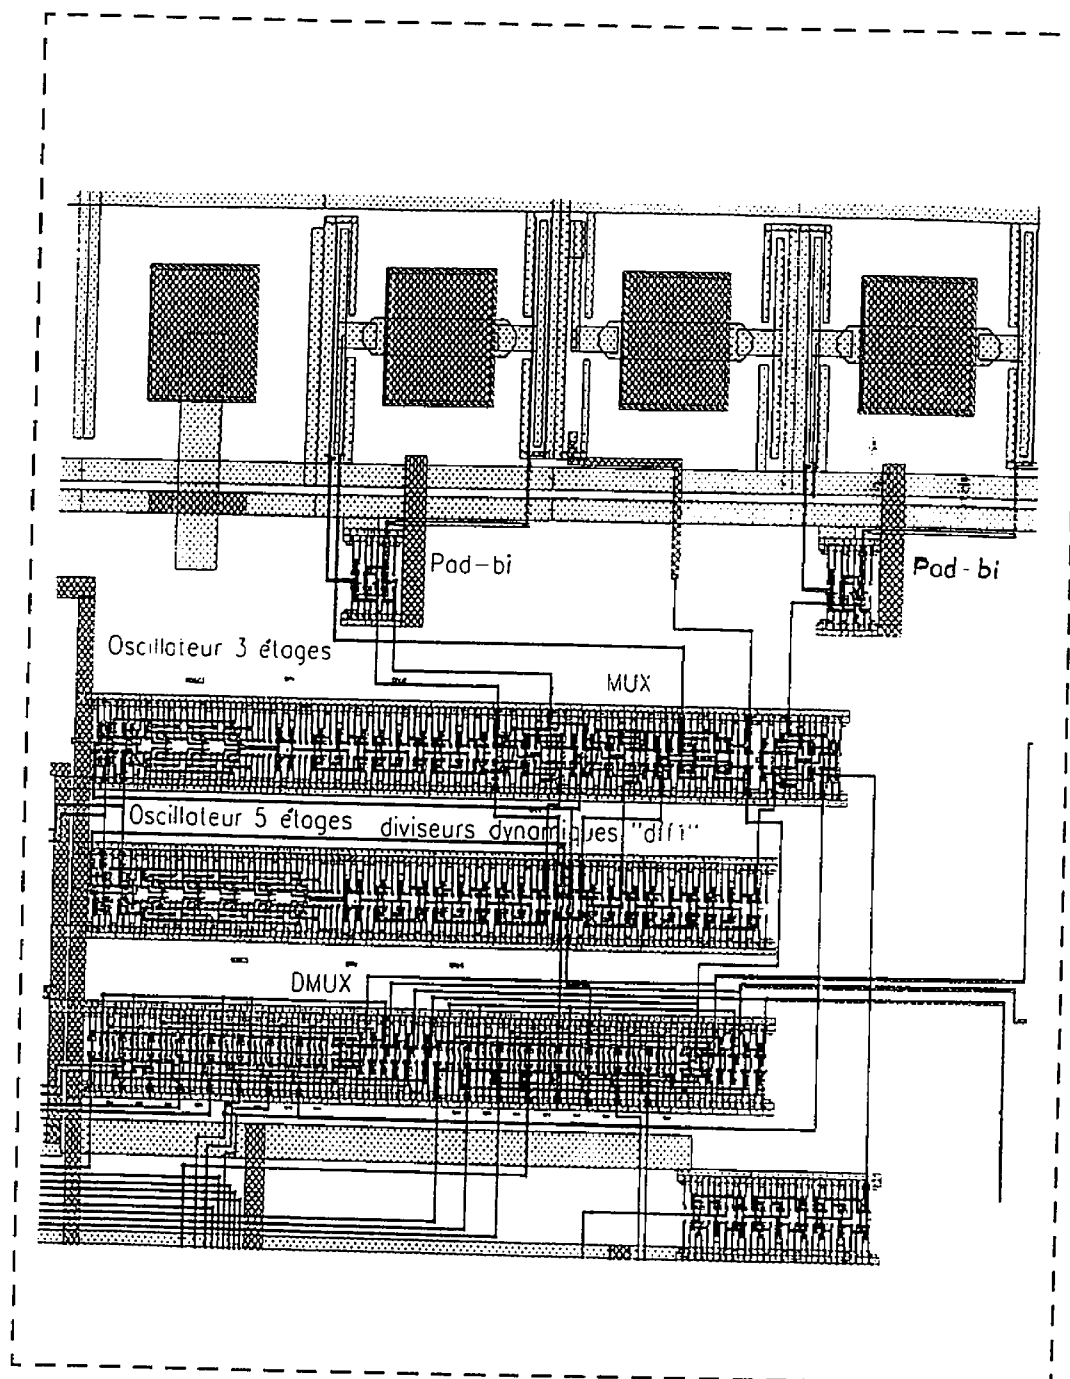 Pad-bi
Pad-bi
Oscillateur 3 étages
MUX
Oscillateur 5 étages diviseurs dynamiques "diff"
DMUX